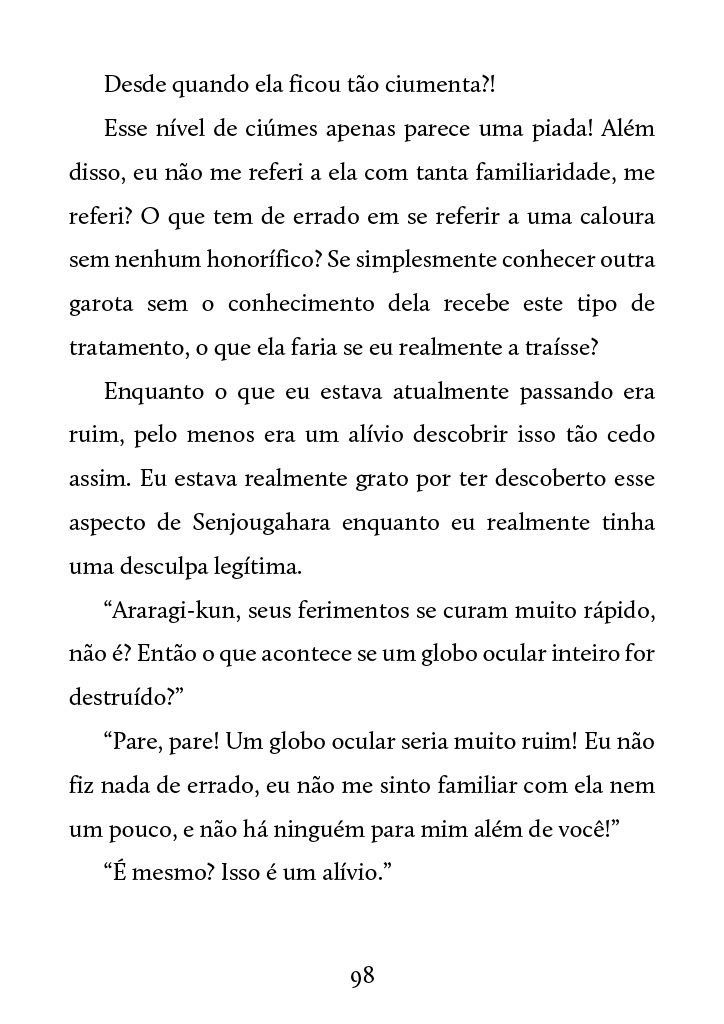 Desde quando ela ficou tão ciumenta?!
Esse nível de ciúmes apenas parece uma piada! Além
disso, eu não me referi a ela com tanta familiaridade, me
referi? O que tem de errado em se referir a uma caloura
sem nenhum honorífico? Se simplesmente conhecer outra
garota sem o conhecimento dela recebe este tipo de
tratamento, o que ela faria se eu realmente a traísse?
Enquanto o que eu estava atualmente passando era
ruim, pelo menos era um alívio descobrir isso tão cedo
assim. Eu estava realmente grato por ter descoberto esse
aspecto de Senjougahara enquanto eu realmente tinha
uma desculpa legítima.
“Araragi-kun, seus ferimentos se curam muito rápido,
não é? Então o que acontece se um globo ocular inteiro for
destruído?”
“Pare, pare! Um globo ocular seria muito ruim! Eu não
fiz nada de errado, eu não me sinto familiar com ela nem
um pouco, e não há ninguém para mim além de você!”
“É mesmo? Isso é um alívio.”
98